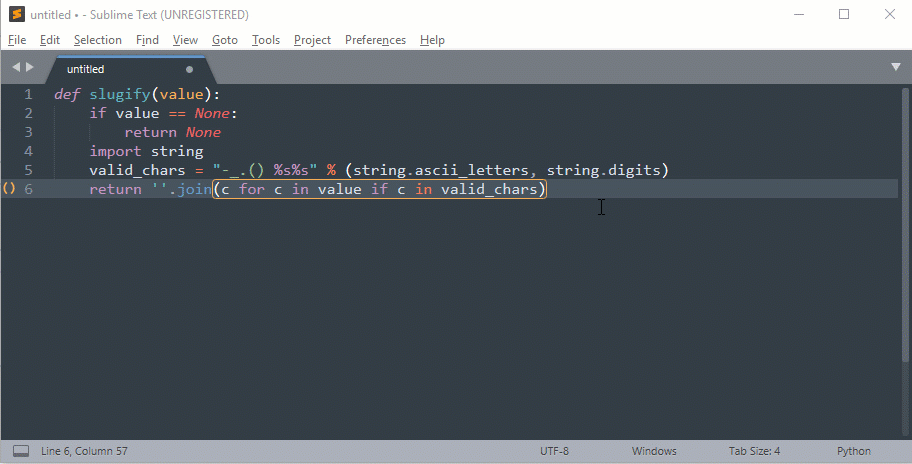 untitled • - Sublime Text (UNREGISTERED)
File Edit Selection Find View Goto Tools Project Preferences Help
untitled
1 def slugify(value):
2     if value == None:
3         return None
4     import string
5     valid_chars = "-_.() %s%s" % (string.ascii_letters, string.digits)
() 6     return ''.join(c for c in value if c in valid_chars)
Line 6, Column 57 UTF-8 Windows Tab Size: 4 Python